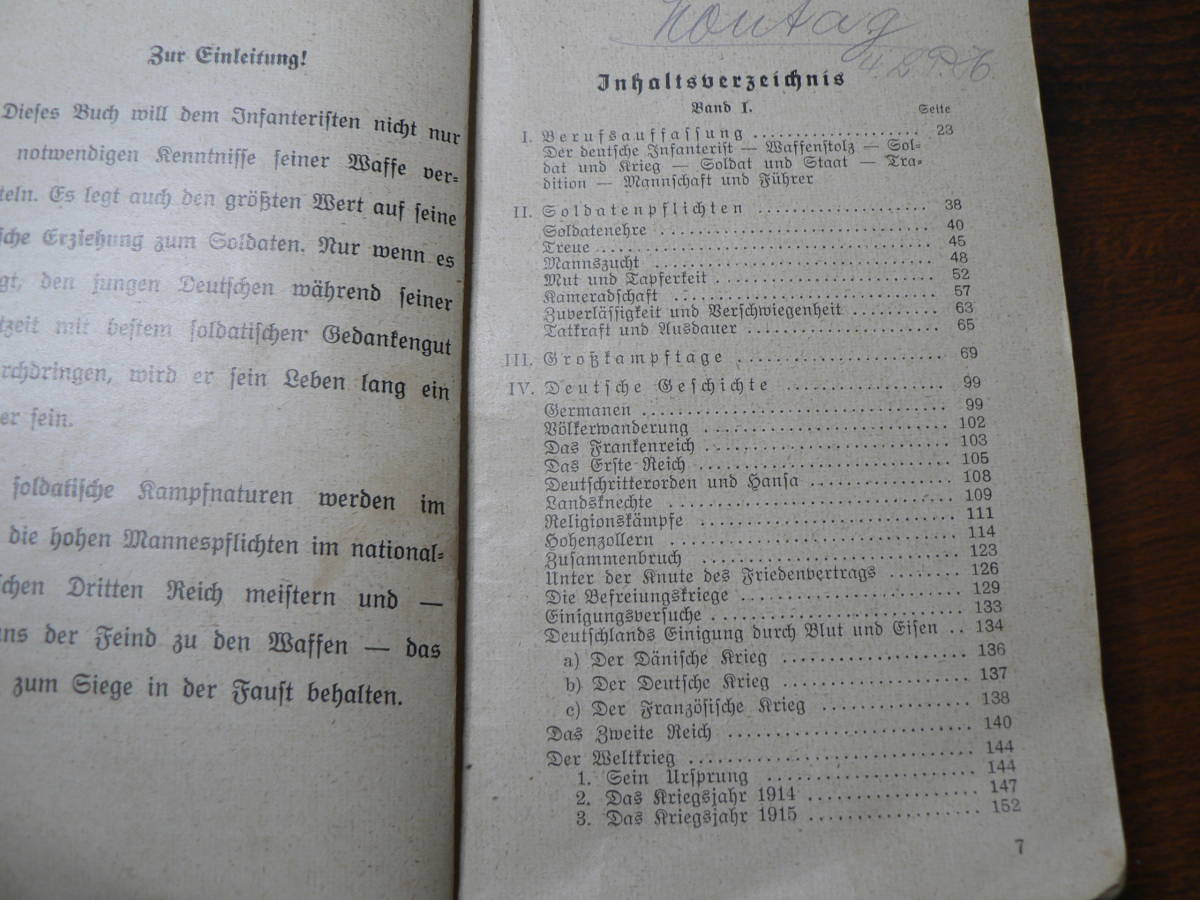 Zur Einleitung!
Dieses Buch will dem Infanteristen nicht nur
notwendigen Kenntnisse seiner Waffe ver-
teln. Es legt auch den größten Wert auf seine
sche Erziehung zum Soldaten. Nur wenn es
gt, den jungen Deutschen während seiner
tzeit mit bestem soldatischen Gedankengut
rchdringen, wird er sein Leben lang ein
er sein.
soldatische Kampfnaturen werden im
die hohen Mannespflichten im national-
schen Dritten Reich meistern und —
uns der Feind zu den Waffen — das
zum Siege in der Faust behalten.
Inhaltsverzeichnis
Band I.
Seite
I. Berufsauffassung .................... 23
Der deutsche Infanterist — Waffenstolz — Sol-
dat und Krieg — Soldat und Staat — Tra-
dition — Mannschaft und Führer
II. Soldatenpflichten .................... 38
Soldatenehre .................... 40
Treue .................... 45
Mannszucht .................... 48
Mut und Tapferkeit .................... 52
Kameradschaft .................... 57
Zuverlässigkeit und Verschwiegenheit .......... 63
Tatkraft und Ausdauer .................... 65
III. Großkampftage .................... 69
IV. Deutsche Geschichte .................... 99
Germanen .................... 99
Völkerwanderung .................... 102
Das Frankenreich .................... 103
Das Erste Reich .................... 105
Deutschritterorden und Hansa .............. 108
Landsknechte .................... 109
Religionskämpfe .................... 111
Hohenzollern .................... 114
Zusammenbruch .................... 123
Unter der Knute des Friedenvertrags ........ 126
Die Befreiungskriege .................... 129
Einigungsversuche .................... 133
Deutschlands Einigung durch Blut und Eisen .. 134
a) Der Dänische Krieg .................... 136
b) Der Deutsche Krieg .................... 137
c) Der Französische Krieg ................ 138
Das Zweite Reich .................... 140
Der Weltkrieg .................... 144
1. Sein Ursprung .................... 144
2. Das Kriegsjahr 1914 .................. 147
3. Das Kriegsjahr 1915 .................. 152
7